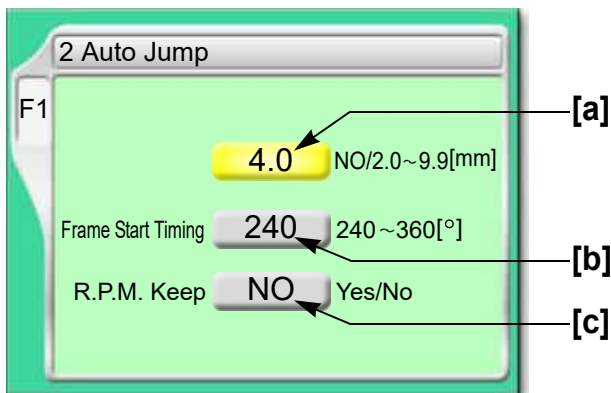 2 Auto Jump
F1
[a]
4.0 NO/2.0~9.9[mm]
Frame Start Timing 240 240~360[°]
[b]
R.P.M. Keep NO Yes/No
[c]